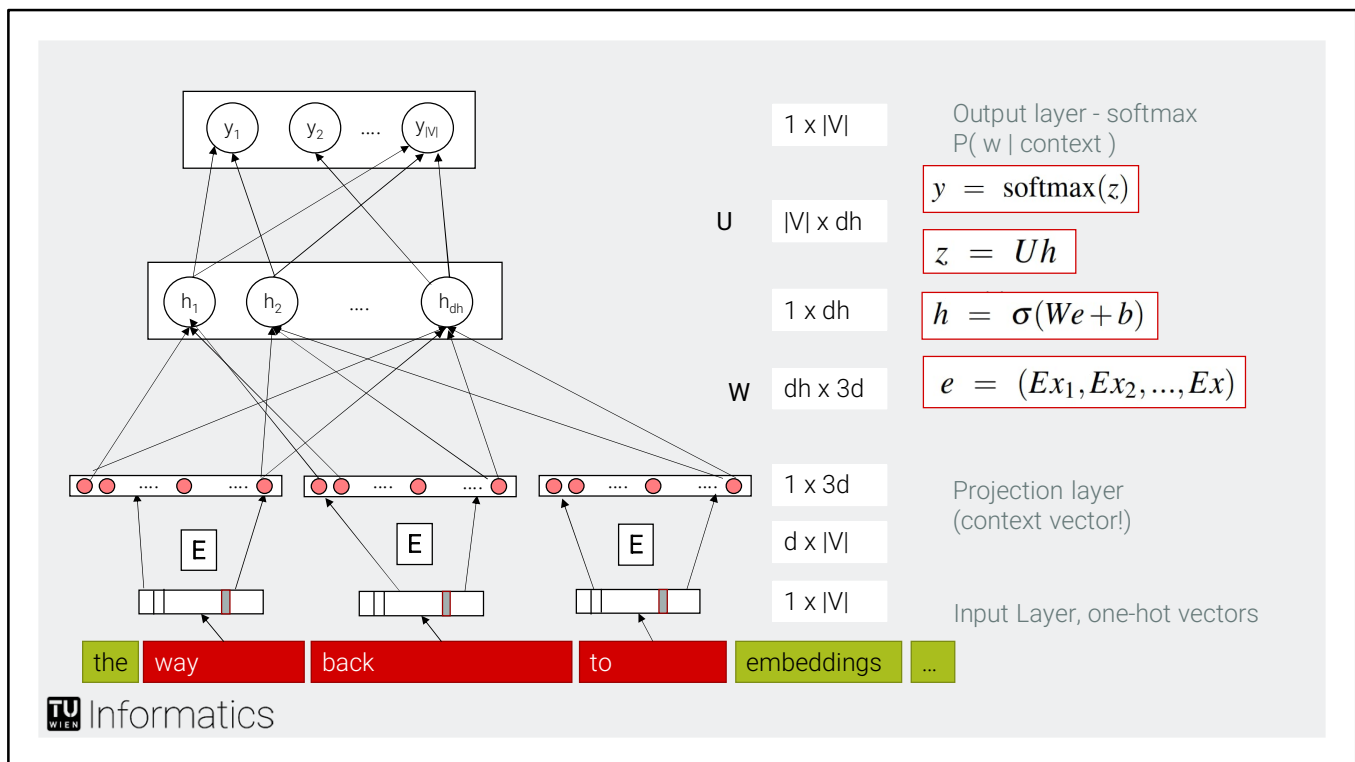 y1 y2 .... y|V|
1 x |V|
Output layer - softmax
P( w | context )
y = softmax(z)
U |V| x dh
z = Uh
h1 h2 .... hdh
1 x dh
h = σ(We+b)
W dh x 3d
e = (Ex1,Ex2,...,Ex)
.... .... .... .... .... ....
1 x 3d
Projection layer
(context vector!)
E E E
d x |V|
1 x |V|
Input Layer, one-hot vectors
the way back to embeddings ...
TU WIEN Informatics